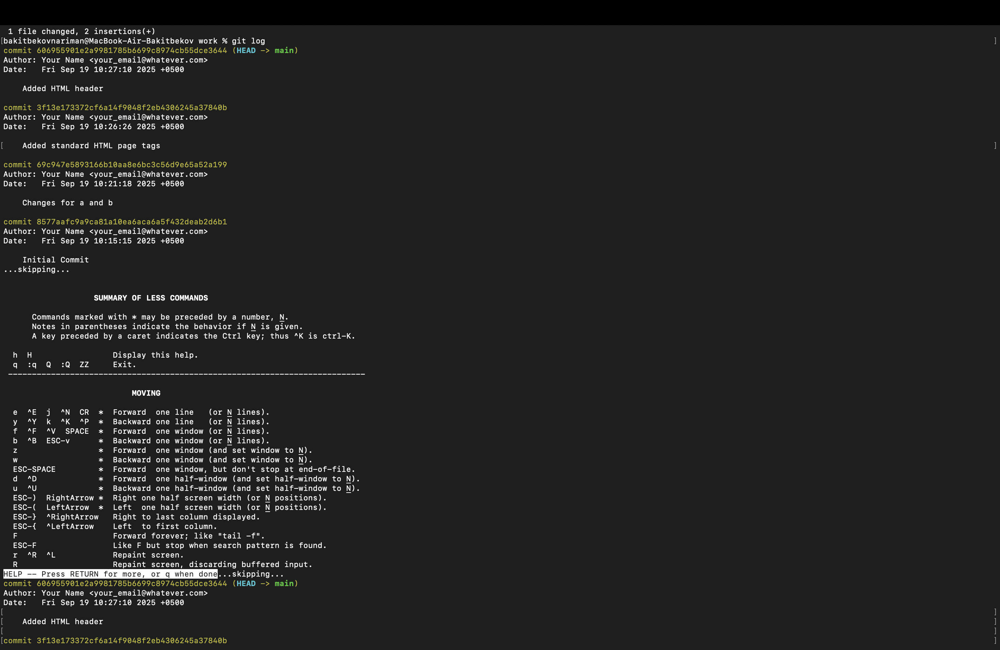 1 file changed, 2 insertions(+)
[bakitbekovnariman@MacBook-Air-Bakitbekov work % git log ]
commit 606955901e2a9981785b6699c8974cb55dce3644 (HEAD -> main)
Author: Your Name <your_email@whatever.com>
Date:   Fri Sep 19 10:27:10 2025 +0500

    Added HTML header

commit 3f13e173372cf6a14f9048f2eb4306245a37840b
Author: Your Name <your_email@whatever.com>
Date:   Fri Sep 19 10:26:26 2025 +0500

[    Added standard HTML page tags ]

commit 69c947e5893166b10aa8e6bc3c56d9e65a52a199
Author: Your Name <your_email@whatever.com>
Date:   Fri Sep 19 10:21:18 2025 +0500

    Changes for a and b

commit 8577aafc9a9ca81a10ea6aca6a5f432deab2d6b1
Author: Your Name <your_email@whatever.com>
Date:   Fri Sep 19 10:15:15 2025 +0500

    Initial Commit
...skipping...

                   SUMMARY OF LESS COMMANDS

      Commands marked with * may be preceded by a number, N.
      Notes in parentheses indicate the behavior if N is given.
      A key preceded by a caret indicates the Ctrl key; thus ^K is ctrl-K.

  h  H                 Display this help.
  q  :q  Q  :Q  ZZ     Exit.
 ---------------------------------------------------------------------------

                           MOVING

  e  ^E  j  ^N  CR  *  Forward  one line   (or N lines).
  y  ^Y  k  ^K  ^P  *  Backward one line   (or N lines).
  f  ^F  ^V  SPACE  *  Forward  one window (or N lines).
  b  ^B  ESC-v      *  Backward one window (or N lines).
  z                 *  Forward  one window (and set window to N).
  w                 *  Backward one window (and set window to N).
  ESC-SPACE         *  Forward  one window, but don't stop at end-of-file.
  d  ^D             *  Forward  one half-window (and set half-window to N).
  u  ^U             *  Backward one half-window (and set half-window to N).
  ESC-)  RightArrow *  Right one half screen width (or N positions).
  ESC-(  LeftArrow  *  Left  one half screen width (or N positions).
  ESC-}  ^RightArrow   Right to last column displayed.
  ESC-{  ^LeftArrow    Left  to first column.
  F                    Forward forever; like "tail -f".
  ESC-F                Like F but stop when search pattern is found.
  r  ^R  ^L            Repaint screen.
  R                    Repaint screen, discarding buffered input.
HELP -- Press RETURN for more, or q when done...skipping...
commit 606955901e2a9981785b6699c8974cb55dce3644 (HEAD -> main)
Author: Your Name <your_email@whatever.com>
Date:   Fri Sep 19 10:27:10 2025 +0500
[ ]
[    Added HTML header ]
[ ]
[commit 3f13e173372cf6a14f9048f2eb4306245a37840b ]